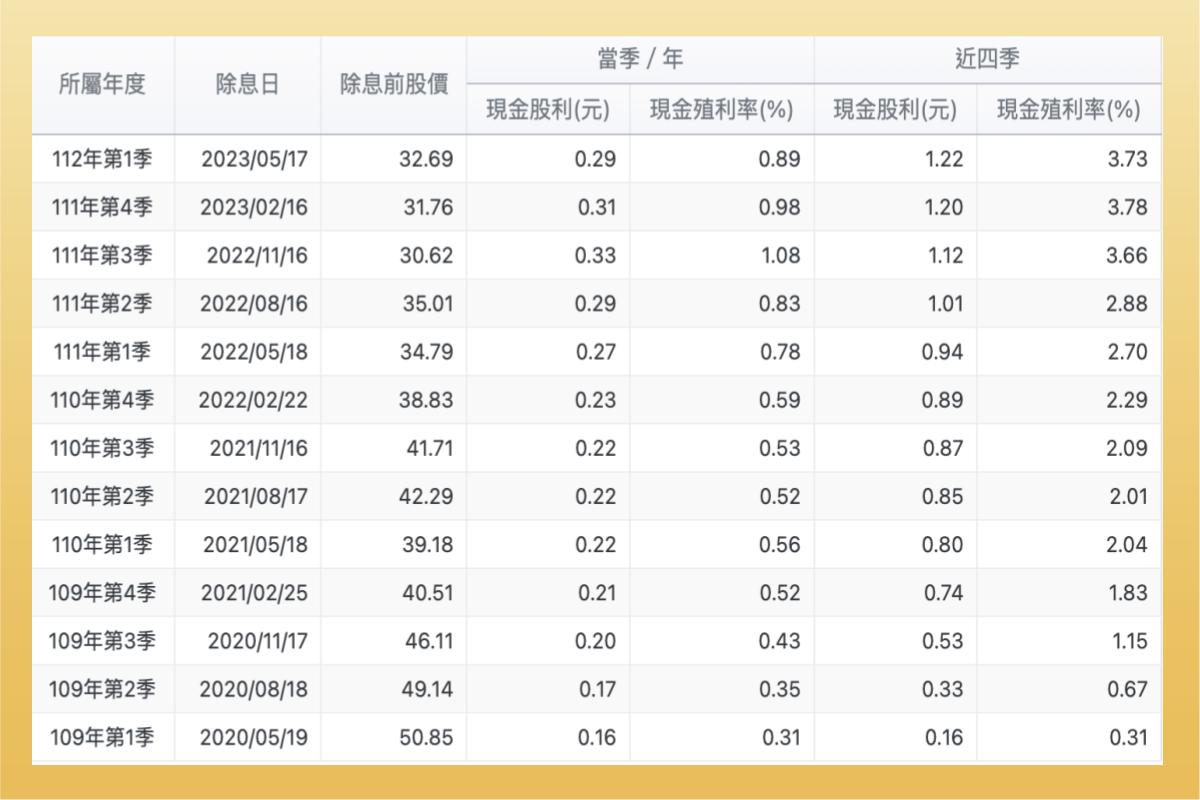 所屬年度 除息日 除息前股價 當季 / 年 近四季
現金股利(元) 現金殖利率(%) 現金股利(元) 現金殖利率(%)
112年第1季 2023/05/17 32.69 0.29 0.89 1.22 3.73
111年第4季 2023/02/16 31.76 0.31 0.98 1.20 3.78
111年第3季 2022/11/16 30.62 0.33 1.08 1.12 3.66
111年第2季 2022/08/16 35.01 0.29 0.83 1.01 2.88
111年第1季 2022/05/18 34.79 0.27 0.78 0.94 2.70
110年第4季 2022/02/22 38.83 0.23 0.59 0.89 2.29
110年第3季 2021/11/16 41.71 0.22 0.53 0.87 2.09
110年第2季 2021/08/17 42.29 0.22 0.52 0.85 2.01
110年第1季 2021/05/18 39.18 0.22 0.56 0.80 2.04
109年第4季 2021/02/25 40.51 0.21 0.52 0.74 1.83
109年第3季 2020/11/17 46.11 0.20 0.43 0.53 1.15
109年第2季 2020/08/18 49.14 0.17 0.35 0.33 0.67
109年第1季 2020/05/19 50.85 0.16 0.31 0.16 0.31